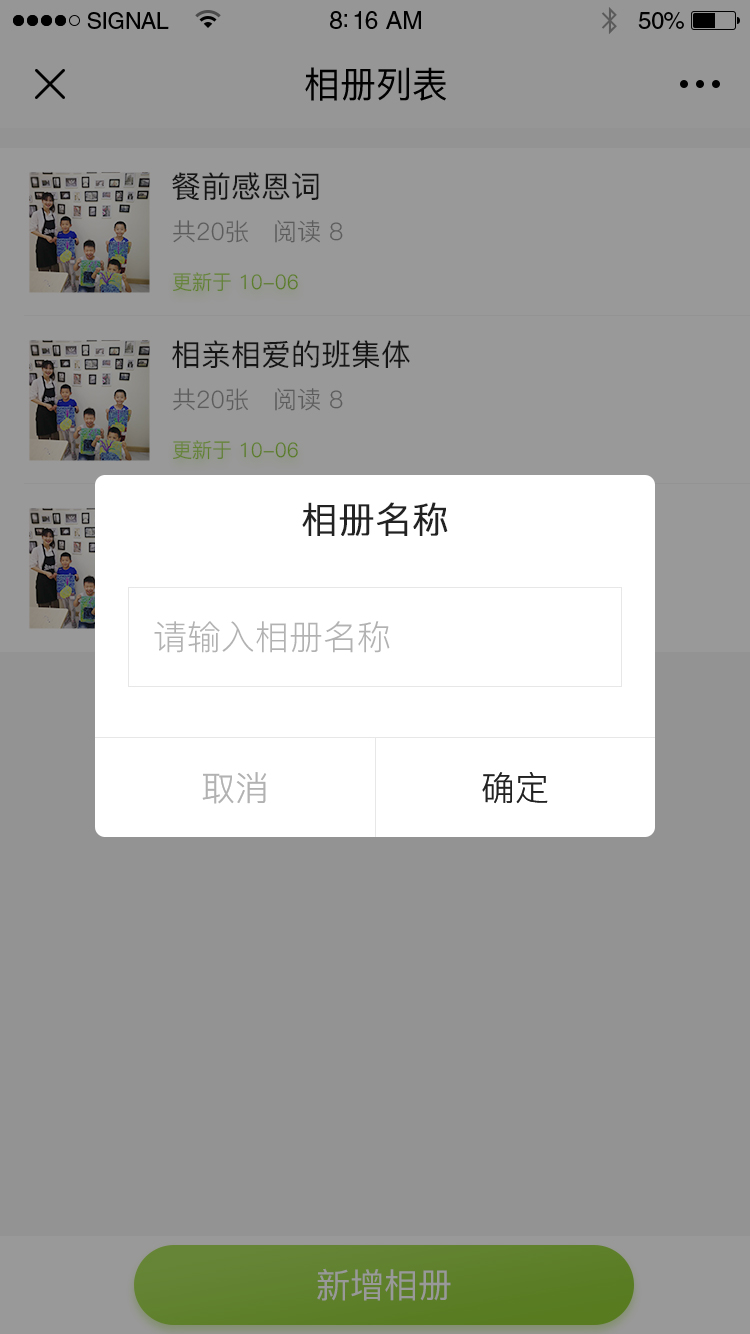 SIGNAL 8:16 AM 50%
相册列表
餐前感恩词
共20张 阅读 8
更新于 10-06
相亲相爱的班集体
共20张 阅读 8
更新于 10-06
相册名称
请输入相册名称
取消 确定
新增相册